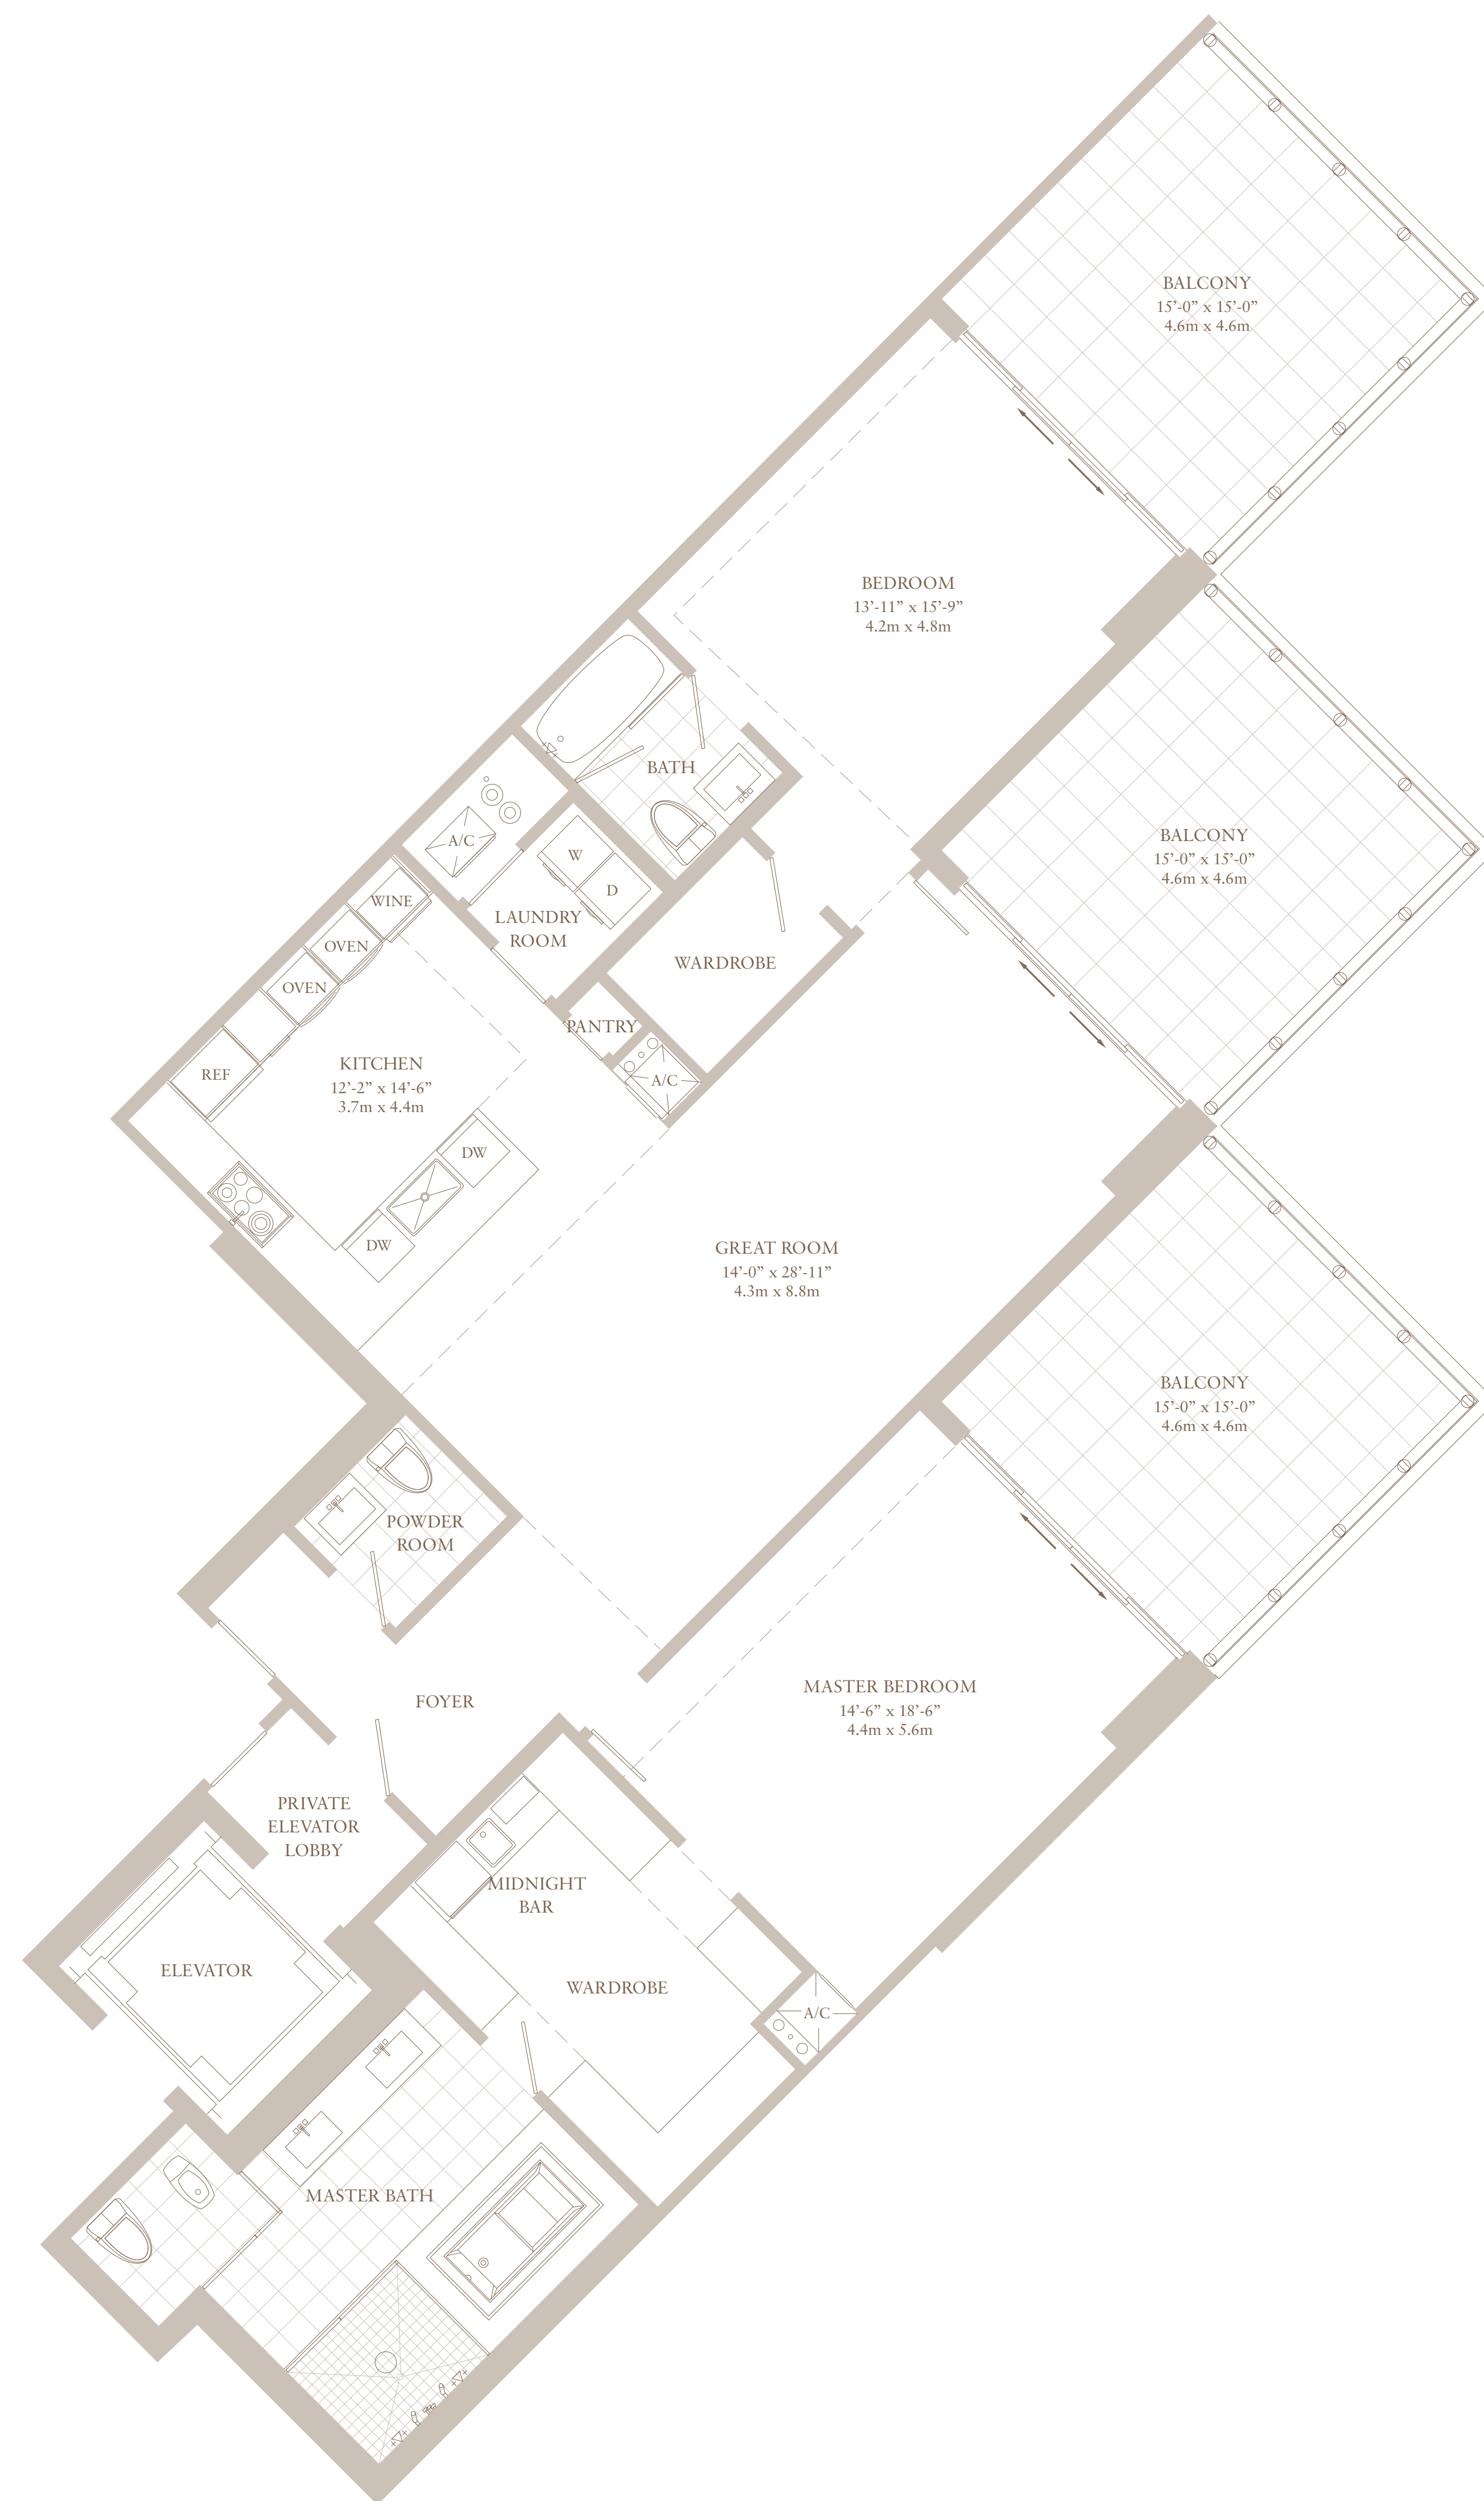 BALCONY
15’-0” x 15’-0”
4.6m x 4.6m
BEDROOM
13’-11” x 15’-9”
4.2m x 4.8m
BATH
BALCONY
15’-0” x 15’-0”
4.6m x 4.6m
A/C
W
D
WINE
LAUNDRY
ROOM
OVEN
OVEN
WARDROBE
PANTRY
KITCHEN
12’-2” x 14’-6”
3.7m x 4.4m
REF
A/C
DW
DW
GREAT ROOM
14’-0” x 28’-11”
4.3m x 8.8m
BALCONY
15’-0” x 15’-0”
4.6m x 4.6m
POWDER
ROOM
MASTER BEDROOM
14’-6” x 18’-6”
4.4m x 5.6m
FOYER
PRIVATE
ELEVATOR
LOBBY
MIDNIGHT
BAR
ELEVATOR
WARDROBE
A/C
MASTER BATH